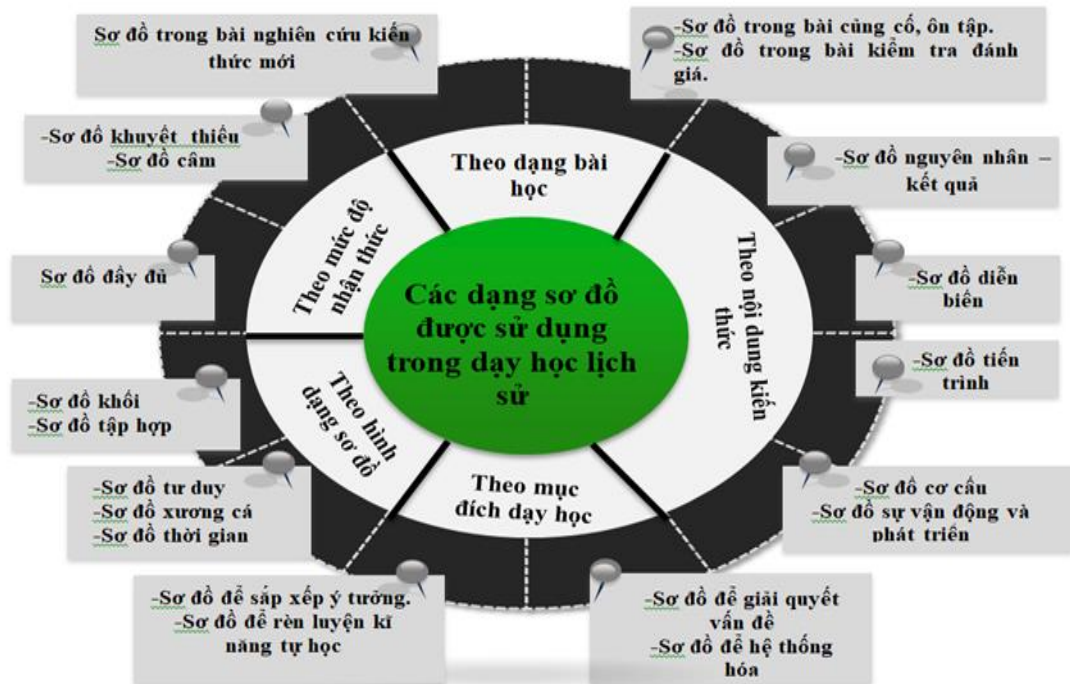 Sơ đồ trong bài nghiên cứu kiến
thức mới
-Sơ đồ trong bài củng cố, ôn tập.
-Sơ đồ trong bài kiểm tra đánh
giá.
-Sơ đồ khuyết thiếu
-Sơ đồ câm
-Sơ đồ nguyên nhân –
kết quả
Sơ đồ đầy đủ
-Sơ đồ diễn
biến
-Sơ đồ khối
-Sơ đồ tập hợp
-Sơ đồ tiến
trình
-Sơ đồ tư duy
-Sơ đồ xương cá
-Sơ đồ thời gian
-Sơ đồ cơ cấu
-Sơ đồ sự vận động và
phát triển
-Sơ đồ để sắp xếp ý tưởng.
-Sơ đồ để rèn luyện kĩ
năng tự học
-Sơ đồ để giải quyết
vấn đề
-Sơ đồ để hệ thống
hóa
Theo dạng bài
học
Theo mức độ
nhận thức
Theo nội dung kiến
thức
Theo hình
dạng sơ đồ
Theo mục
đích dạy học
Các dạng sơ đồ
được sử dụng
trong dạy học lịch
sử